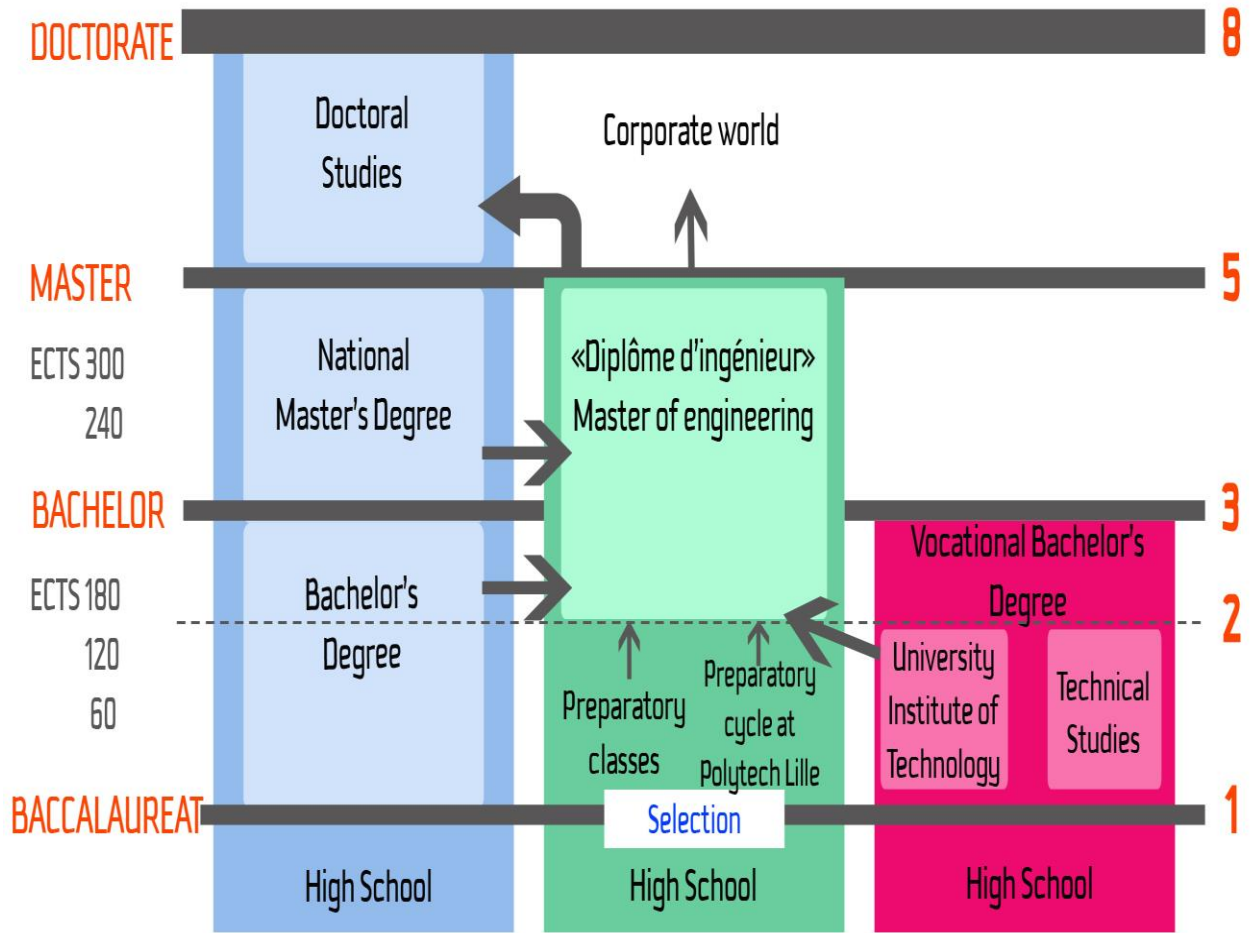 DOCTORATE
8
Doctoral
Studies
Corporate world
MASTER
5
ECTS 300
240
National
Master's Degree
«Diplôme d'ingénieur»
Master of engineering
BACHELOR
3
ECTS 180
120
60
Bachelor's
Degree
Vocational Bachelor's
Degree
2
Preparatory
classes
Preparatory
cycle at
Polytech Lille
University
Institute of
Technology
Technical
Studies
BACCALAUREAT
Selection
1
High School
High School
High School